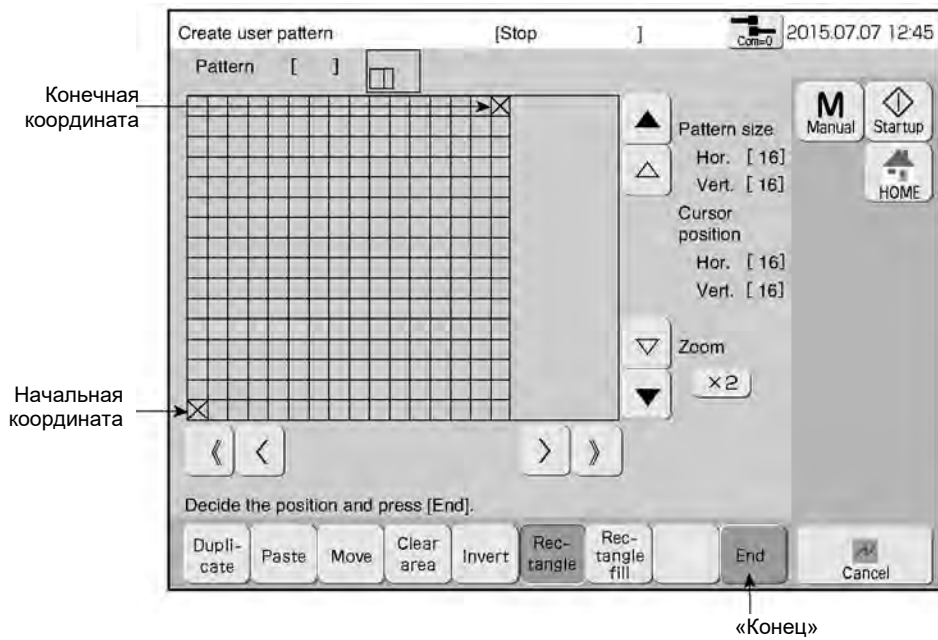 Create user pattern [Stop ] Com=0 2015.07.07 12:45
Pattern [ ]
Конечная
координата
Pattern size
Hor. [ 16]
Vert. [ 16]
Cursor
position
Hor. [ 16]
Vert. [ 16]
Zoom
×2
M
Manual
Startup
HOME
Начальная
координата
Decide the position and press [End].
Dupli-
cate
Paste
Move
Clear
area
Invert
Rec-
tangle
Rec-
tangle
fill
End
Cancel
«Конец»